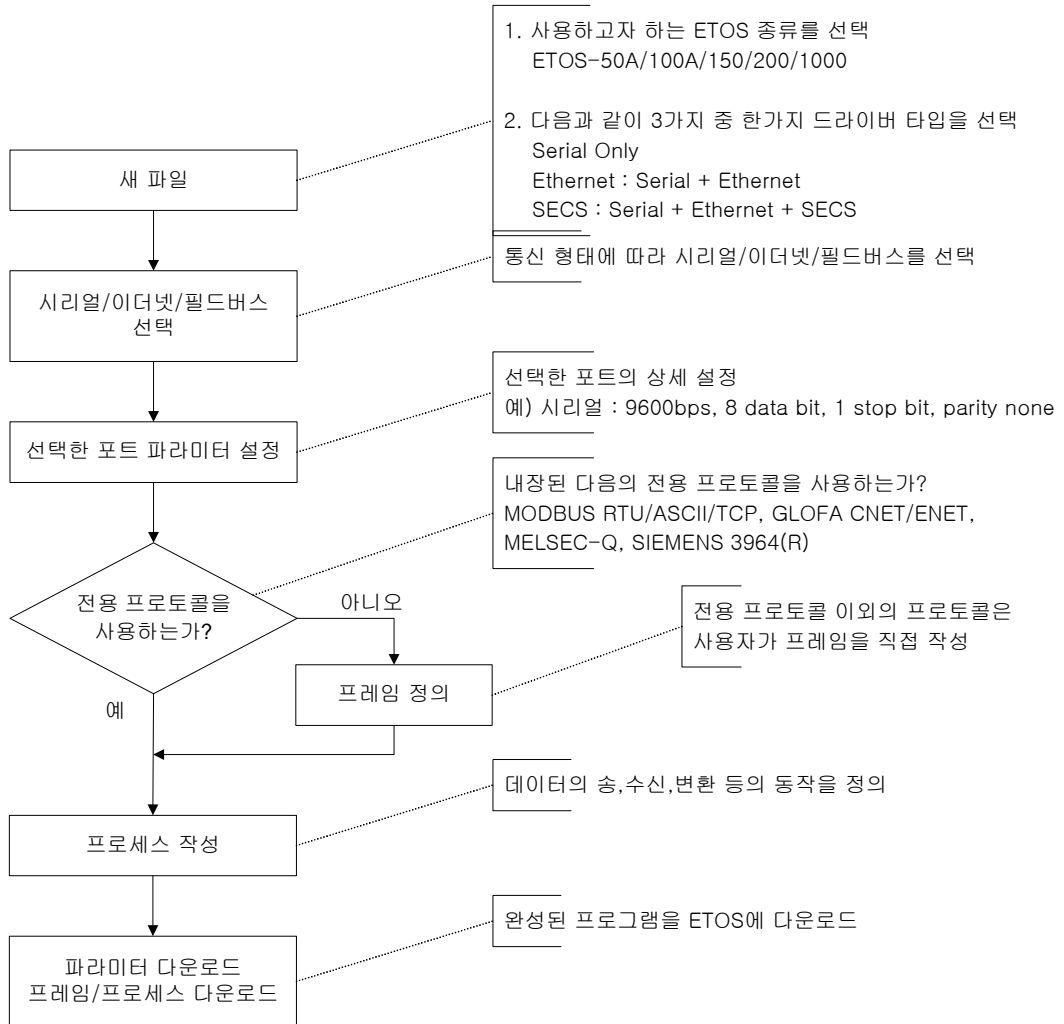 1. 사용하고자 하는 ETOS 종류를 선택
ETOS-50A/100A/150/200/1000
2. 다음과 같이 3가지 중 한가지 드라이버 타입을 선택
Serial Only
Ethernet : Serial + Ethernet
SECS : Serial + Ethernet + SECS
새 파일
통신 형태에 따라 시리얼/이더넷/필드버스를 선택
시리얼/이더넷/필드버스
선택
선택한 포트의 상세 설정
예) 시리얼 : 9600bps, 8 data bit, 1 stop bit, parity none
선택한 포트 파라미터 설정
내장된 다음의 전용 프로토콜을 사용하는가?
MODBUS RTU/ASCII/TCP, GLOFA CNET/ENET,
MELSEC-Q, SIEMENS 3964(R)
전용 프로토콜을
사용하는가?
아니오
전용 프로토콜 이외의 프로토콜은
사용자가 프레임을 직접 작성
프레임 정의
예
데이터의 송,수신,변환 등의 동작을 정의
프로세스 작성
완성된 프로그램을 ETOS에 다운로드
파라미터 다운로드
프레임/프로세스 다운로드